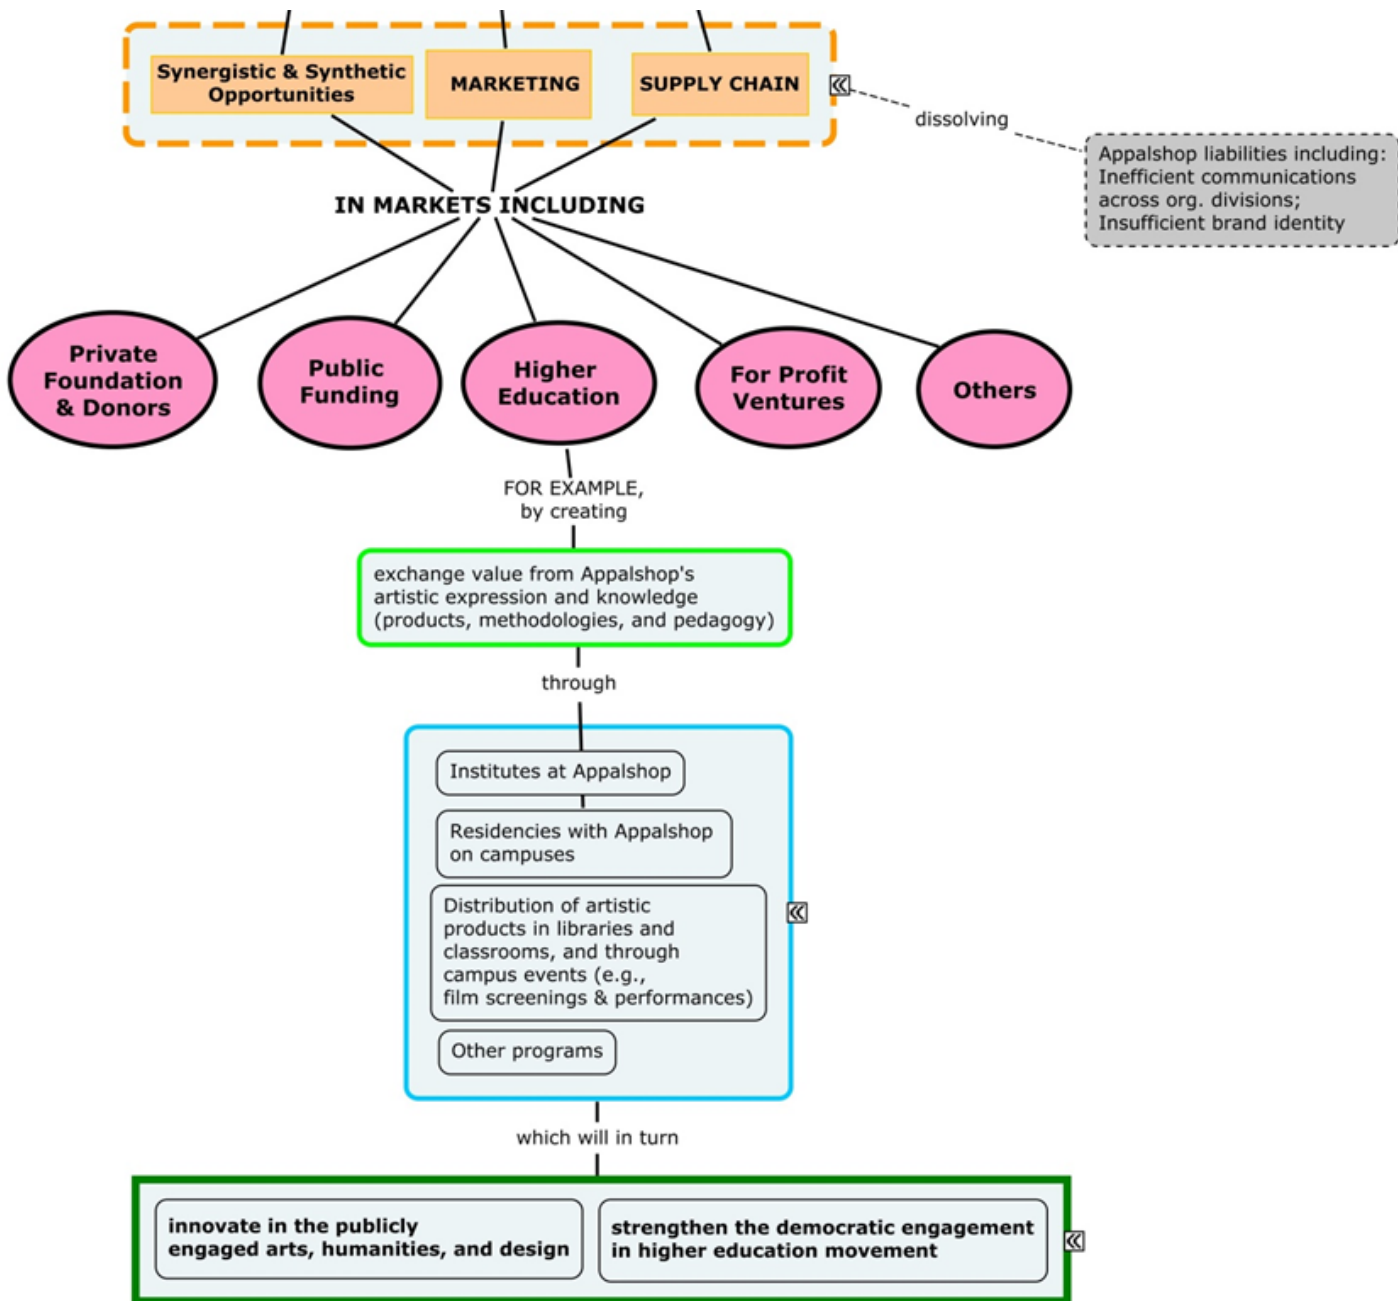 Synergistic & Synthetic
Opportunities
MARKETING
SUPPLY CHAIN
dissolving
Appalshop liabilities including:
Inefficient communications
across org. divisions;
Insufficient brand identity
IN MARKETS INCLUDING
Private
Foundation
& Donors
Public
Funding
Higher
Education
For Profit
Ventures
Others
FOR EXAMPLE,
by creating
exchange value from Appalshop's
artistic expression and knowledge
(products, methodologies, and pedagogy)
through
Institutes at Appalshop
Residencies with Appalshop
on campuses
Distribution of artistic
products in libraries and
classrooms, and through
campus events (e.g.,
film screenings & performances)
Other programs
which will in turn
innovate in the publicly
engaged arts, humanities, and design
strengthen the democratic engagement
in higher education movement